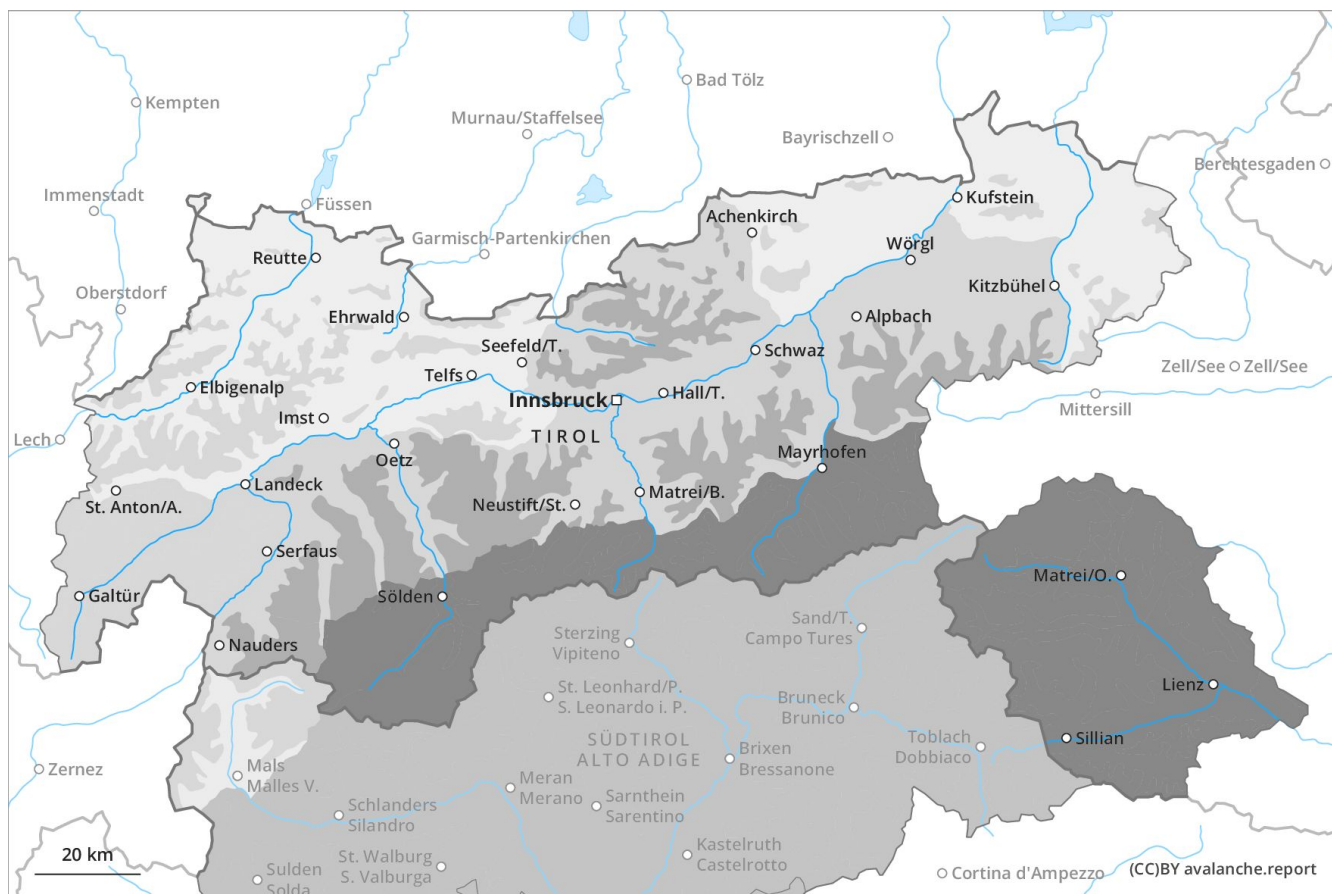 Bad Tölz
Kempten
Murnau/Staffelsee
Bayrischzell
Berchtesgaden
Immenstadt
Füssen
Kufstein
Achenkirch
Garmisch-Partenkirchen
Wörgl
Reutte
Kitzbühel
Oberstdorf
Ehrwald
Alpbach
Seefeld/T.
Schwaz
Zell/See
Zell/See
Telfs
Elbigenalp
Hall/T.
Innsbruck
Mittersill
Imst
Lech
TIROL
Oetz
Mayrhofen
Landeck
Matrei/B.
St. Anton/A.
Neustift/St.
Serfaus
Matrei/O.
Galtür
Sölden
Sand/T.
Campo Tures
Sterzing
Vipiteno
Nauders
Lienz
St. Leonhard/P.
S. Leonardo i. P.
Bruneck
Brunico
Sillian
Toblach
Dobbiaco
SÜDTIROL
ALTO ADIGE
Brixen
Bressanone
Mals
Malles V.
Zernez
Meran
Merano
Sarnthein
Sarentino
Schlanders
Silandro
Kastelruth
Castelrotto
20 km
St. Walburg
S. Valburga
Sulden
Solda
Cortina d'Ampezzo
(CC)BY avalanche.report